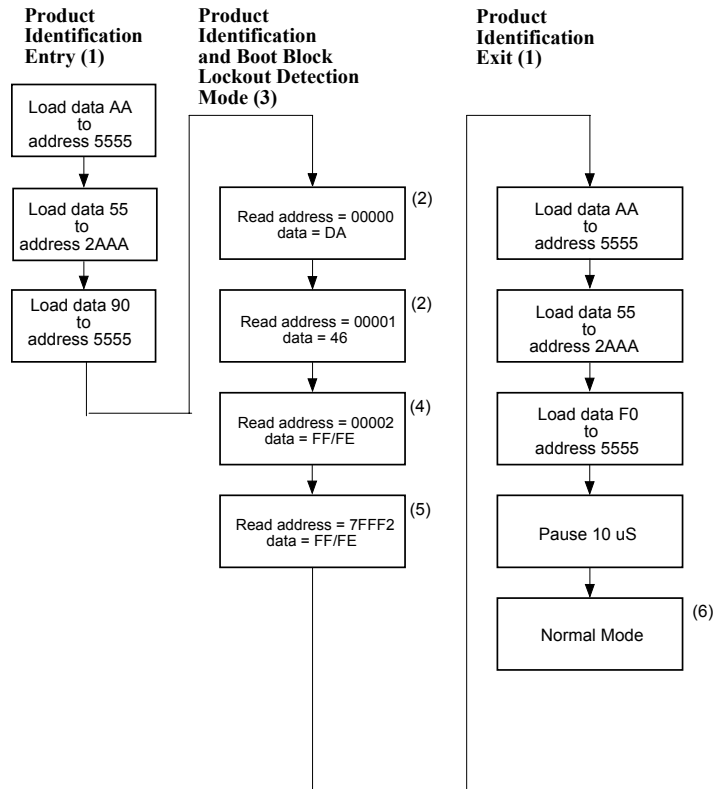 Product
Identification
Entry (1)
Load data AA
to
address 5555
Load data 55
to
address 2AAA
Load data 90
to
address 5555
Product
Identification
and Boot Block
Lockout Detection
Mode (3)
Read address = 00000
data = DA
(2)
Read address = 00001
data = 46
(2)
Read address = 00002
data = FF/FE
(4)
Read address = 7FFF2
data = FF/FE
(5)
Product
Identification
Exit (1)
Load data AA
to
address 5555
Load data 55
to
address 2AAA
Load data F0
to
address 5555
Pause 10 uS
Normal Mode
(6)